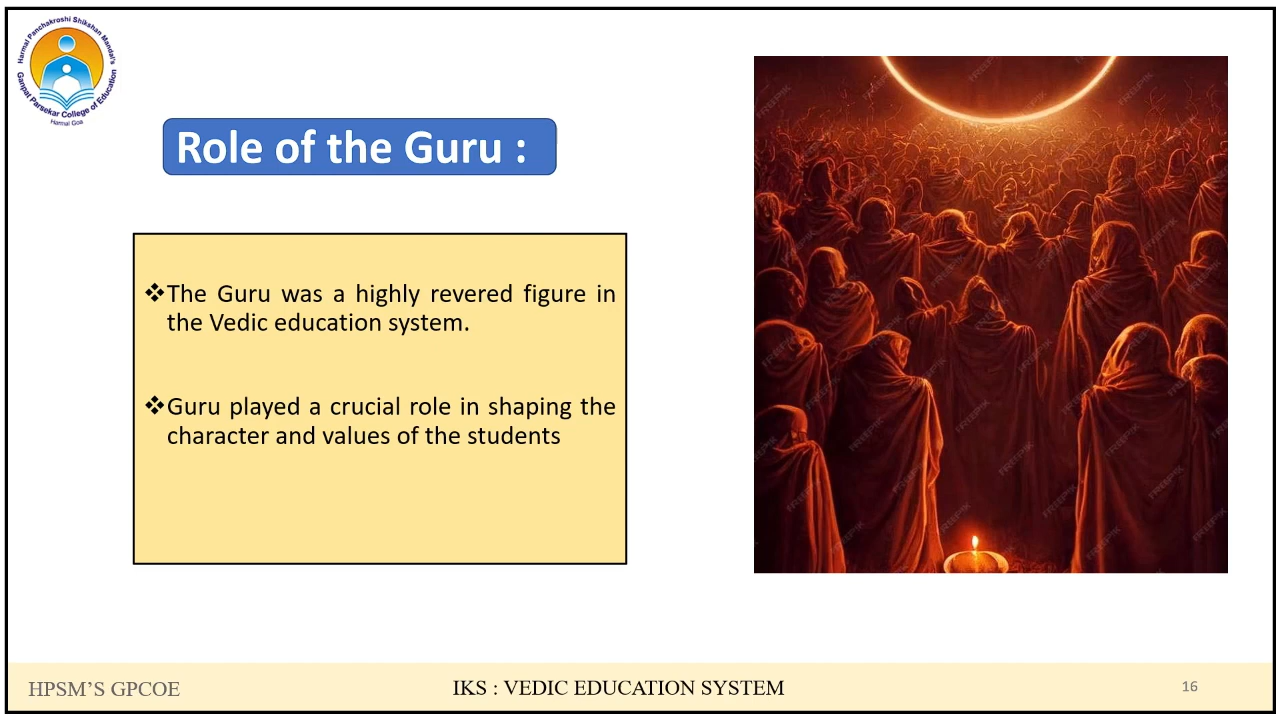 Harmal Panchakroshi Shikshan Mandal's
Ganpat Parsekar College of Education
Harmal Goa
Role of the Guru :
❖The Guru was a highly revered figure in
the Vedic education system.
❖Guru played a crucial role in shaping the
character and values of the students
FREEPIK
HPSM’S GPCOE
IKS : VEDIC EDUCATION SYSTEM
16